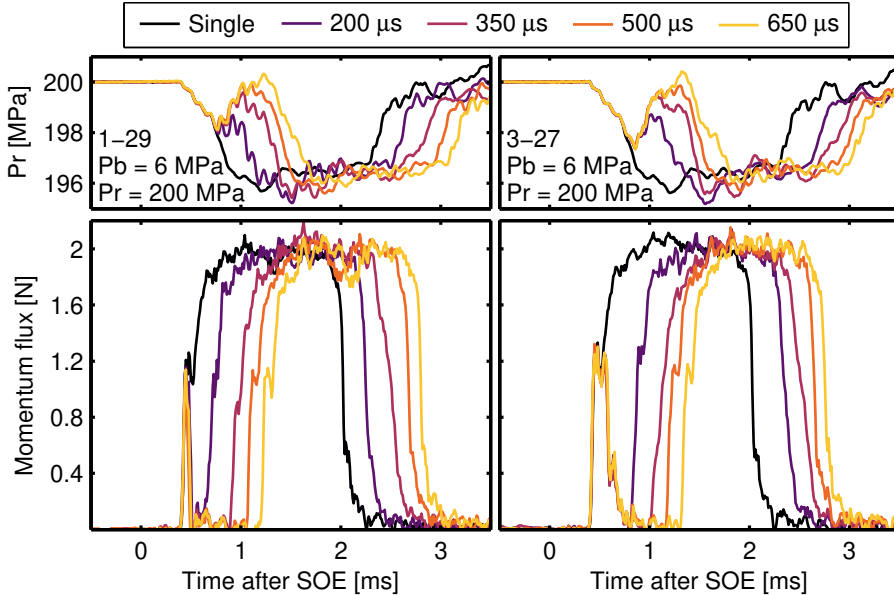 Single 200 μs 350 μs 500 μs 650 μs
Pr [MPa]
200
198
196
1−29
Pb = 6 MPa
Pr = 200 MPa
3−27
Pb = 6 MPa
Pr = 200 MPa
Momentum flux [N]
2
1.6
1.2
0.8
0.4
0 1 2 3
0 1 2 3
Time after SOE [ms]
Time after SOE [ms]